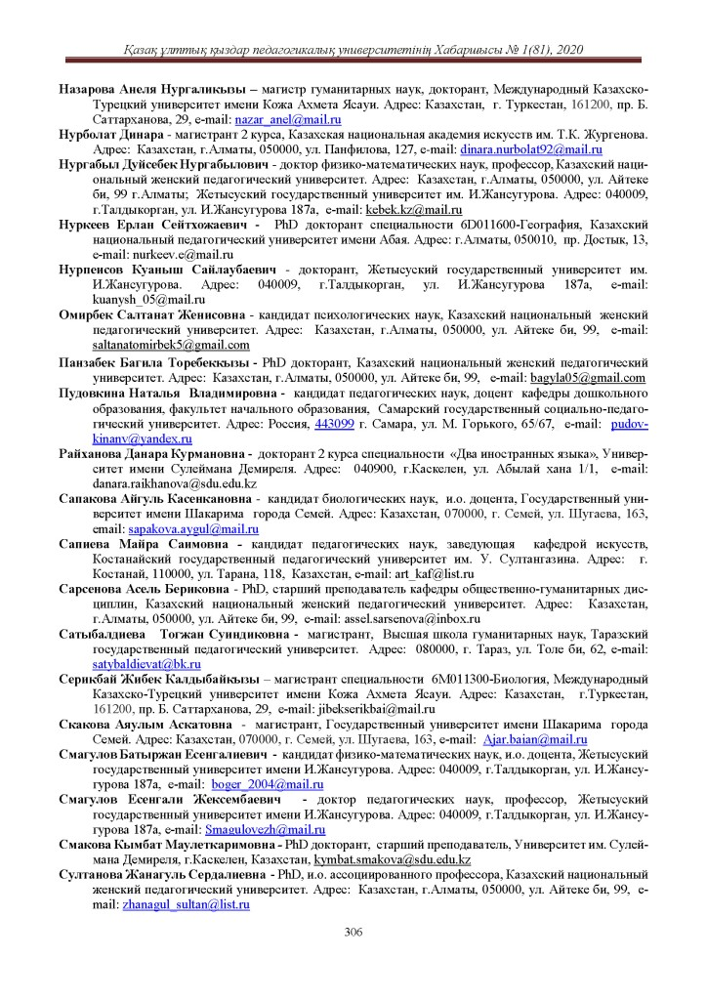 Қазақ ұлттық қыздар педагогикалық университетінің Хабаршысы № 1(81), 2020
Назарова Анеля Нургаликызы – магистр гуманитарных наук, докторант, Международный Казахско-
Турецкий университет имени Кожа Ахмета Ясауи. Адрес: Казахстан, г. Туркестан, 161200, пр. Б.
Саттарханова, 29, e-mail: nazar_anel@mail.ru
Нурболат Динара - магистрант 2 курса, Казахская национальная академия искусств им. Т.К. Жургенова.
Адрес: Казахстан, г.Алматы, 050000, ул. Панфилова, 127, e-mail: dinara.nurbolat92@mail.ru
Нургабыл Дуйсебек Нургабылович - доктор физико-математических наук, профессор, Казахский наци-
ональный женский педагогический университет. Адрес: Казахстан, г.Алматы, 050000, ул. Айтеке
би, 99 г.Алматы; Жетысуский государственный университет им. И.Жансугурова. Адрес: 040009,
г.Талдыкорган, ул. И.Жансугурова 187а, e-mail: kebek.kz@mail.ru
Нуркеев Ерлан Сейтхожаевич - PhD докторант специальности 6D011600-География, Казахский
национальный педагогический университет имени Абая. Адрес: г.Алматы, 050010, пр. Достык, 13,
e-mail: nurkeev.e@mail.ru
Нурпеисов Куаныш Сайлаубаевич - докторант, Жетысуский государственный университет им.
И.Жансугурова. Адрес: 040009, г.Талдыкорган, ул. И.Жансугурова 187а, e-mail:
kuanysh_05@mail.ru
Омирбек Салтанат Женисовна - кандидат психологических наук, Казахский национальный женский
педагогический университет. Адрес: Казахстан, г.Алматы, 050000, ул. Айтеке би, 99, e-mail:
saltanatomirbek5@gmail.com
Панзабек Багила Торебеккызы - PhD докторант, Казахский национальный женский педагогический
университет. Адрес: Казахстан, г.Алматы, 050000, ул. Айтеке би, 99, e-mail: bagyla05@gmail.com
Пудовкина Наталья Владимировна - кандидат педагогических наук, доцент кафедры дошкольного
образования, факультет начального образования, Самарский государственный социально-педаго-
гический университет. Адрес: Россия, 443099 г. Самара, ул. М. Горького, 65/67, e-mail: pudov-
kinanv@yandex.ru
Райханова Данара Курмановна - докторант 2 курса специальности «Два иностранных языка», Универ-
ситет имени Сулеймана Демиреля. Адрес: 040900, г.Каскелен, ул. Абылай хана 1/1, e-mail:
danara.raikhanova@sdu.edu.kz
Сапакова Айгуль Касенкановна - кандидат биологических наук, и.о. доцента, Государственный уни-
верситет имени Шакарима города Семей. Адрес: Казахстан, 070000, г. Семей, ул. Шугаева, 163,
email: sapakova.aygul@mail.ru
Сапиева Майра Саимовна - кандидат педагогических наук, заведующая кафедрой искусств,
Костанайский государственный педагогический университет им. У. Султангазина. Адрес: г.
Костанай, 110000, ул. Тарана, 118, Казахстан, e-mail: art_kaf@list.ru
Сарсенова Асель Бериковна - PhD, старший преподаватель кафедры общественно-гуманитарных дис-
циплин, Казахский национальный женский педагогический университет. Адрес: Казахстан,
г.Алматы, 050000, ул. Айтеке би, 99, e-mail: assel.sarsenova@inbox.ru
Сатыбалдиева Тогжан Суиндиковна - магистрант, Высшая школа гуманитарных наук, Таразский
государственный педагогический университет. Адрес: 080000, г. Тараз, ул. Толе би, 62, e-mail:
satybaldievat@bk.ru
Серикбай Жибек Калдыбайкызы – магистрант специальности 6М011300-Биология, Международный
Казахско-Турецкий университет имени Кожа Ахмета Ясауи. Адрес: Казахстан, г.Туркестан,
161200, пр. Б. Саттарханова, 29, e-mail: jibekserikbai@mail.ru
Скакова Аяулым Аскатовна - магистрант, Государственный университет имени Шакарима города
Семей. Адрес: Казахстан, 070000, г. Семей, ул. Шугаева, 163, e-mail: Ajar.baian@mail.ru
Смагулов Батыржан Есенгалиевич - кандидат физико-математических наук, и.о. доцента, Жетысуский
государственный университет имени И.Жансугурова. Адрес: 040009, г.Талдыкорган, ул. И.Жансу-
гурова 187а, e-mail: boger_2004@mail.ru
Смагулов Есенгали Жексембаевич - доктор педагогических наук, профессор, Жетысуский
государственный университет имени И.Жансугурова. Адрес: 040009, г.Талдыкорган, ул. И.Жансу-
гурова 187а, e-mail: Smagulovezh@mail.ru
Смакова Кымбат Маулеткаримовна - PhD докторант, старший преподаватель, Университет им. Сулей-
мана Демиреля, г.Каскелен, Казахстан, kymbat.smakova@sdu.edu.kz
Султанова Жанагуль Сердалиевна - PhD, и.о. ассоциированного профессора, Казахский национальный
женский педагогический университет. Адрес: Казахстан, г.Алматы, 050000, ул. Айтеке би, 99, e-
mail: zhanagul_sultan@list.ru
306